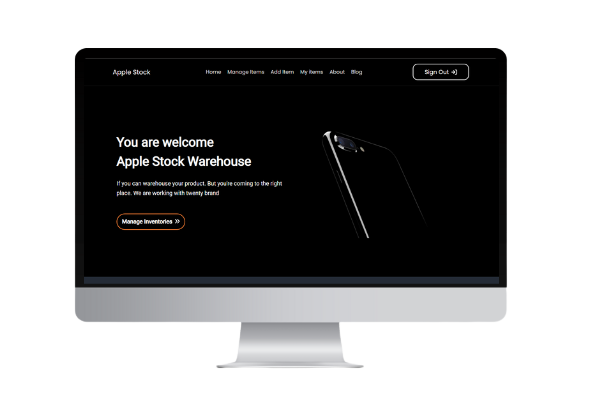 Apple Stock
Home Manage Items Add Item My Items About Blog
Sign Out
You are welcome
Apple Stock Warehouse
If you can warehouse your product. But you're coming to the right
place. We are working with twenty brand
Manage Inventories